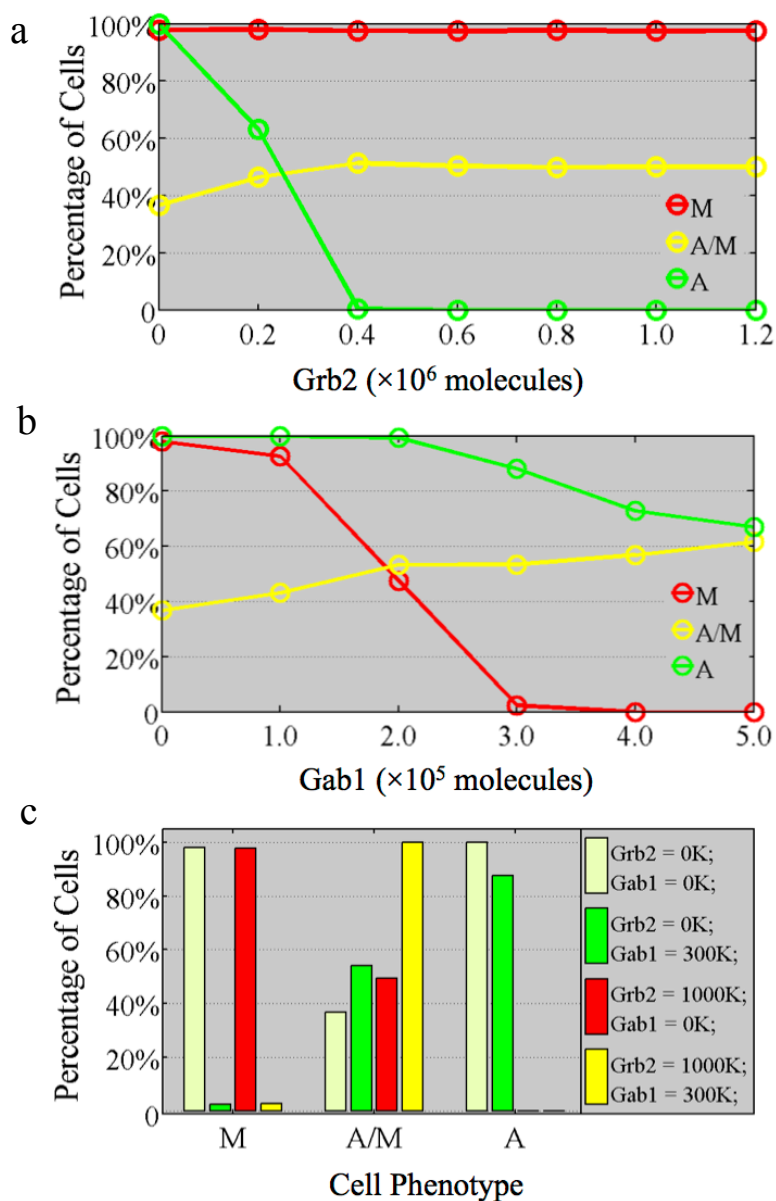 a
Percentage of Cells
100%
80%
60%
40%
20%
0
M
A/M
A
0 0.2 0.4 0.6 0.8 1.0 1.2
Grb2 (×10⁶ molecules)
b
Percentage of Cells
100%
80%
60%
40%
20%
0
M
A/M
A
0 1.0 2.0 3.0 4.0 5.0
Gab1 (×10⁵ molecules)
c
Percentage of Cells
100%
80%
60%
40%
20%
0
M A/M A
Cell Phenotype
Grb2 = 0K;
Gab1 = 0K;
Grb2 = 0K;
Gab1 = 300K;
Grb2 = 1000K;
Gab1 = 0K;
Grb2 = 1000K;
Gab1 = 300K;